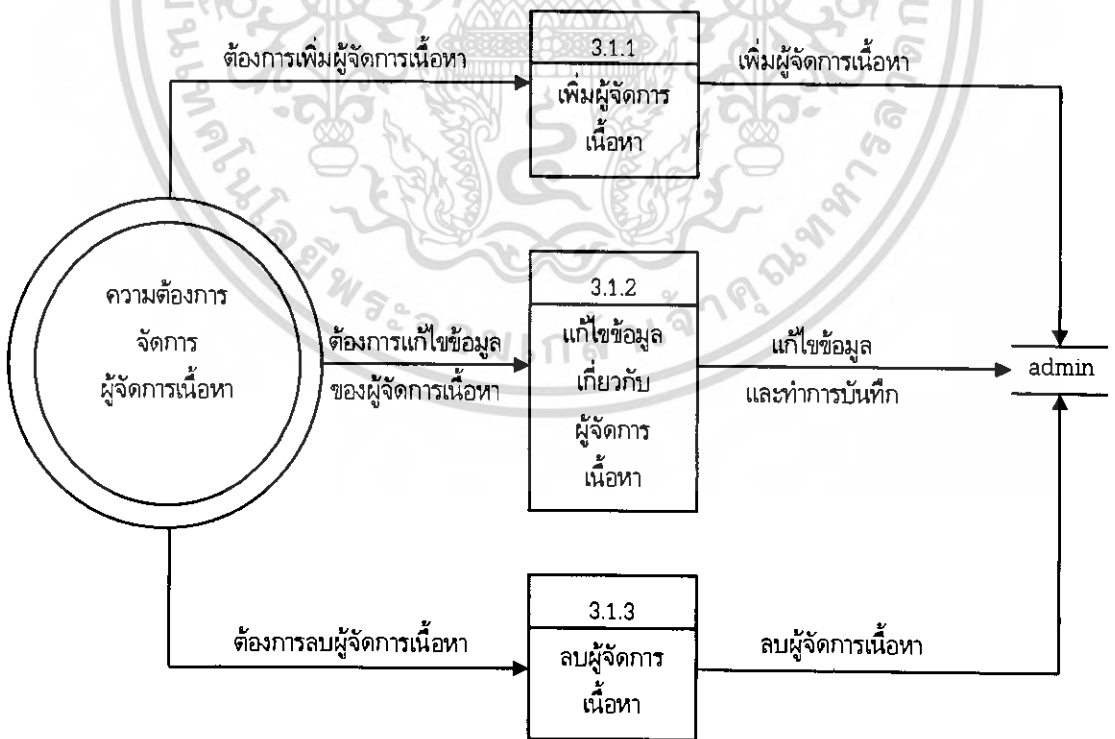 ต้องการเพิ่มผู้จัดการเนื้อหา
3.1.1
เพิ่มผู้จัดการ
เนื้อหา
เพิ่มผู้จัดการเนื้อหา
ความต้องการ
จัดการ
ผู้จัดการเนื้อหา
ต้องการแก้ไขข้อมูล
ของผู้จัดการเนื้อหา
3.1.2
แก้ไขข้อมูล
เกี่ยวกับ
ผู้จัดการ
เนื้อหา
แก้ไขข้อมูล
และทำการบันทึก
admin
ต้องการลบผู้จัดการเนื้อหา
3.1.3
ลบผู้จัดการ
เนื้อหา
ลบผู้จัดการเนื้อหา